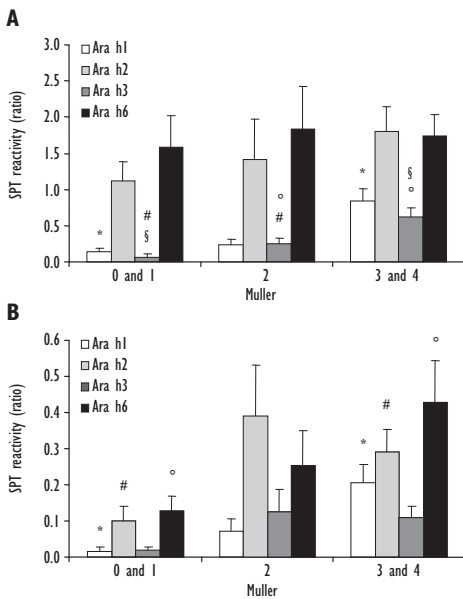 A
3.0
2.5
2.0
1.5
1.0
0.5
0.0
SPT reactivity (ratio)
Ara h1
Ara h2
Ara h3
Ara h6
*
#
§
°
#
*
§
°
0 and 1
2
3 and 4
Muller
B
0.6
0.5
0.4
0.3
0.2
0.1
0.0
SPT reactivity (ratio)
Ara h1
Ara h2
Ara h3
Ara h6
*
#
°
*
#
°
0 and 1
2
3 and 4
Muller